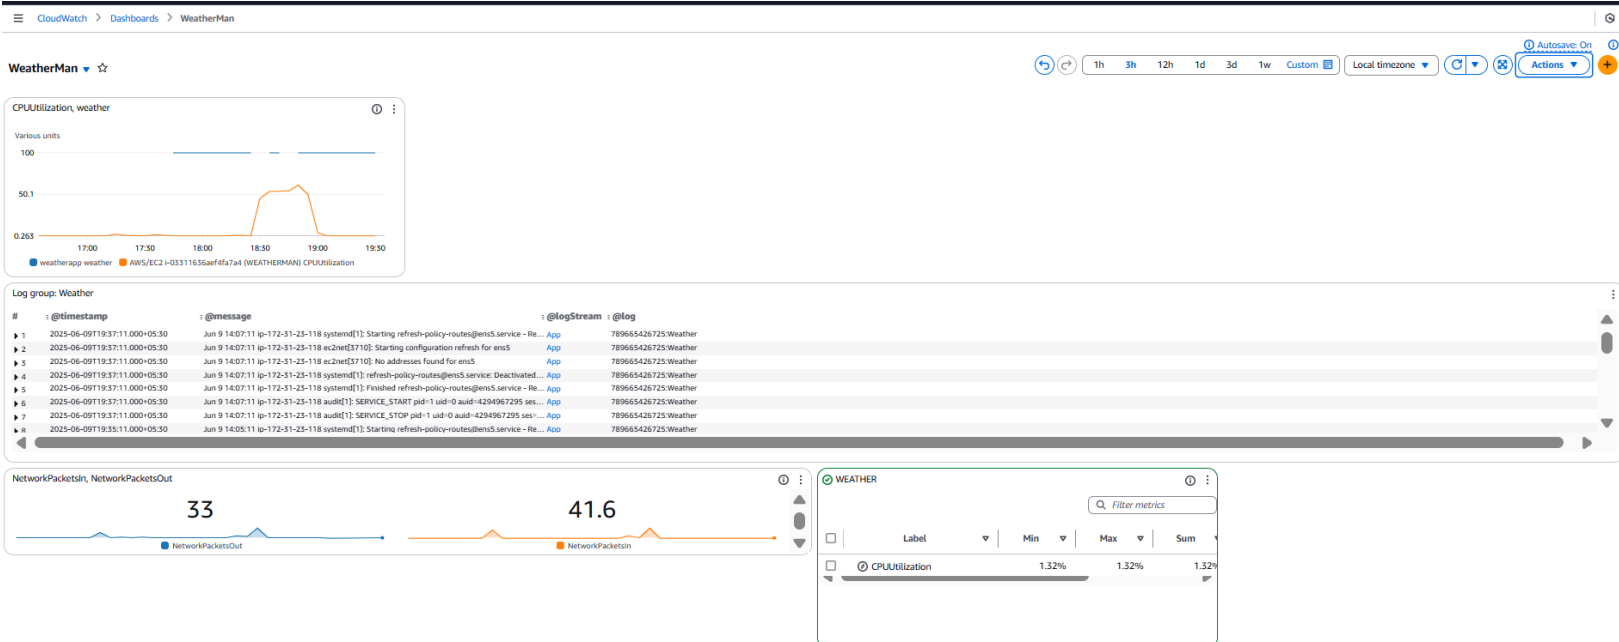 CloudWatch > Dashboards > WeatherMan
Autosave: On
WeatherMan
1h 3h 12h 1d 3d 1w Custom Local timezone Actions
CPUUtilization, weather
Various units
100
50.1
0.263
17:00 17:30 18:00 18:30 19:00 19:30
weatherapp weather AWS/EC2 i-03311636aef4fa7a4 (WEATHERMAN) CPUUtilization
Log group: Weather
# : @timestamp : @message : @logStream : @log
1 2025-06-09T19:37:11.000+05:30 Jun 9 14:07:11 ip-172-31-23-118 systemd[1]: Starting refresh-policy-routes@ens5.service - Re... App 789665426725:Weather
2 2025-06-09T19:37:11.000+05:30 Jun 9 14:07:11 ip-172-31-23-118 ec2net[3710]: Starting configuration refresh for ens5 App 789665426725:Weather
3 2025-06-09T19:37:11.000+05:30 Jun 9 14:07:11 ip-172-31-23-118 ec2net[3710]: No addresses found for ens5 App 789665426725:Weather
4 2025-06-09T19:37:11.000+05:30 Jun 9 14:07:11 ip-172-31-23-118 systemd[1]: refresh-policy-routes@ens5.service: Deactivated... App 789665426725:Weather
5 2025-06-09T19:37:11.000+05:30 Jun 9 14:07:11 ip-172-31-23-118 systemd[1]: Finished refresh-policy-routes@ens5.service - Re... App 789665426725:Weather
6 2025-06-09T19:37:11.000+05:30 Jun 9 14:07:11 ip-172-31-23-118 audit[1]: SERVICE_START pid=1 uid=0 auid=4294967295 ses... App 789665426725:Weather
7 2025-06-09T19:37:11.000+05:30 Jun 9 14:07:11 ip-172-31-23-118 audit[1]: SERVICE_STOP pid=1 uid=0 auid=4294967295 ses=... App 789665426725:Weather
8 2025-06-09T19:35:11.000+05:30 Jun 9 14:05:11 ip-172-31-23-118 systemd[1]: Starting refresh-policy-routes@ens5.service - Re... App 789665426725:Weather
NetworkPacketsIn, NetworkPacketsOut
33 41.6
NetworkPacketsOut NetworkPacketsIn
WEATHER
Filter metrics
Label Min Max Sum
CPUUtilization 1.32% 1.32% 1.32%